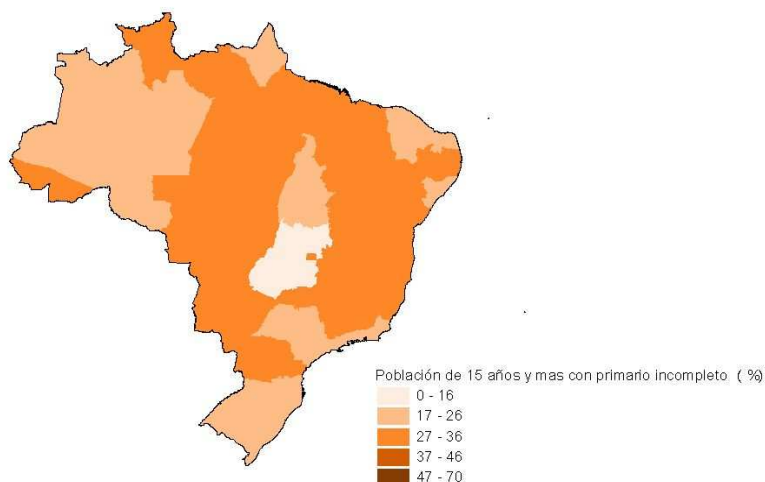 Población de 15 años y mas con primario incompleto ( %)
0 - 16
17 - 26
27 - 36
37 - 46
47 - 70